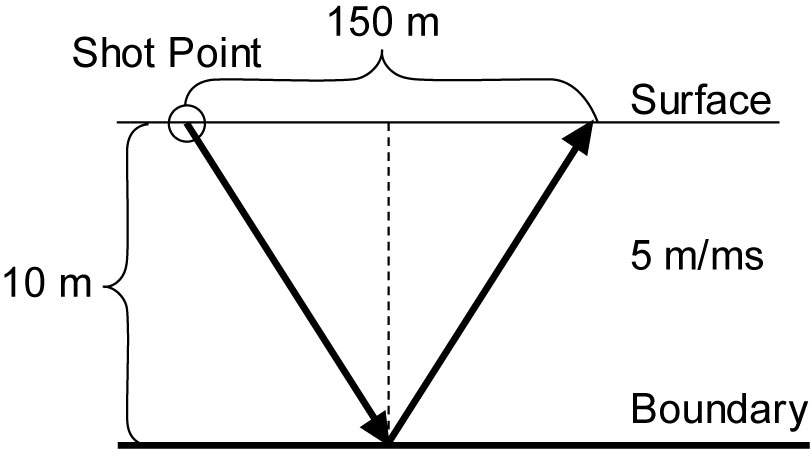 150 m
Shot Point
Surface
10 m
5 m/ms
Boundary